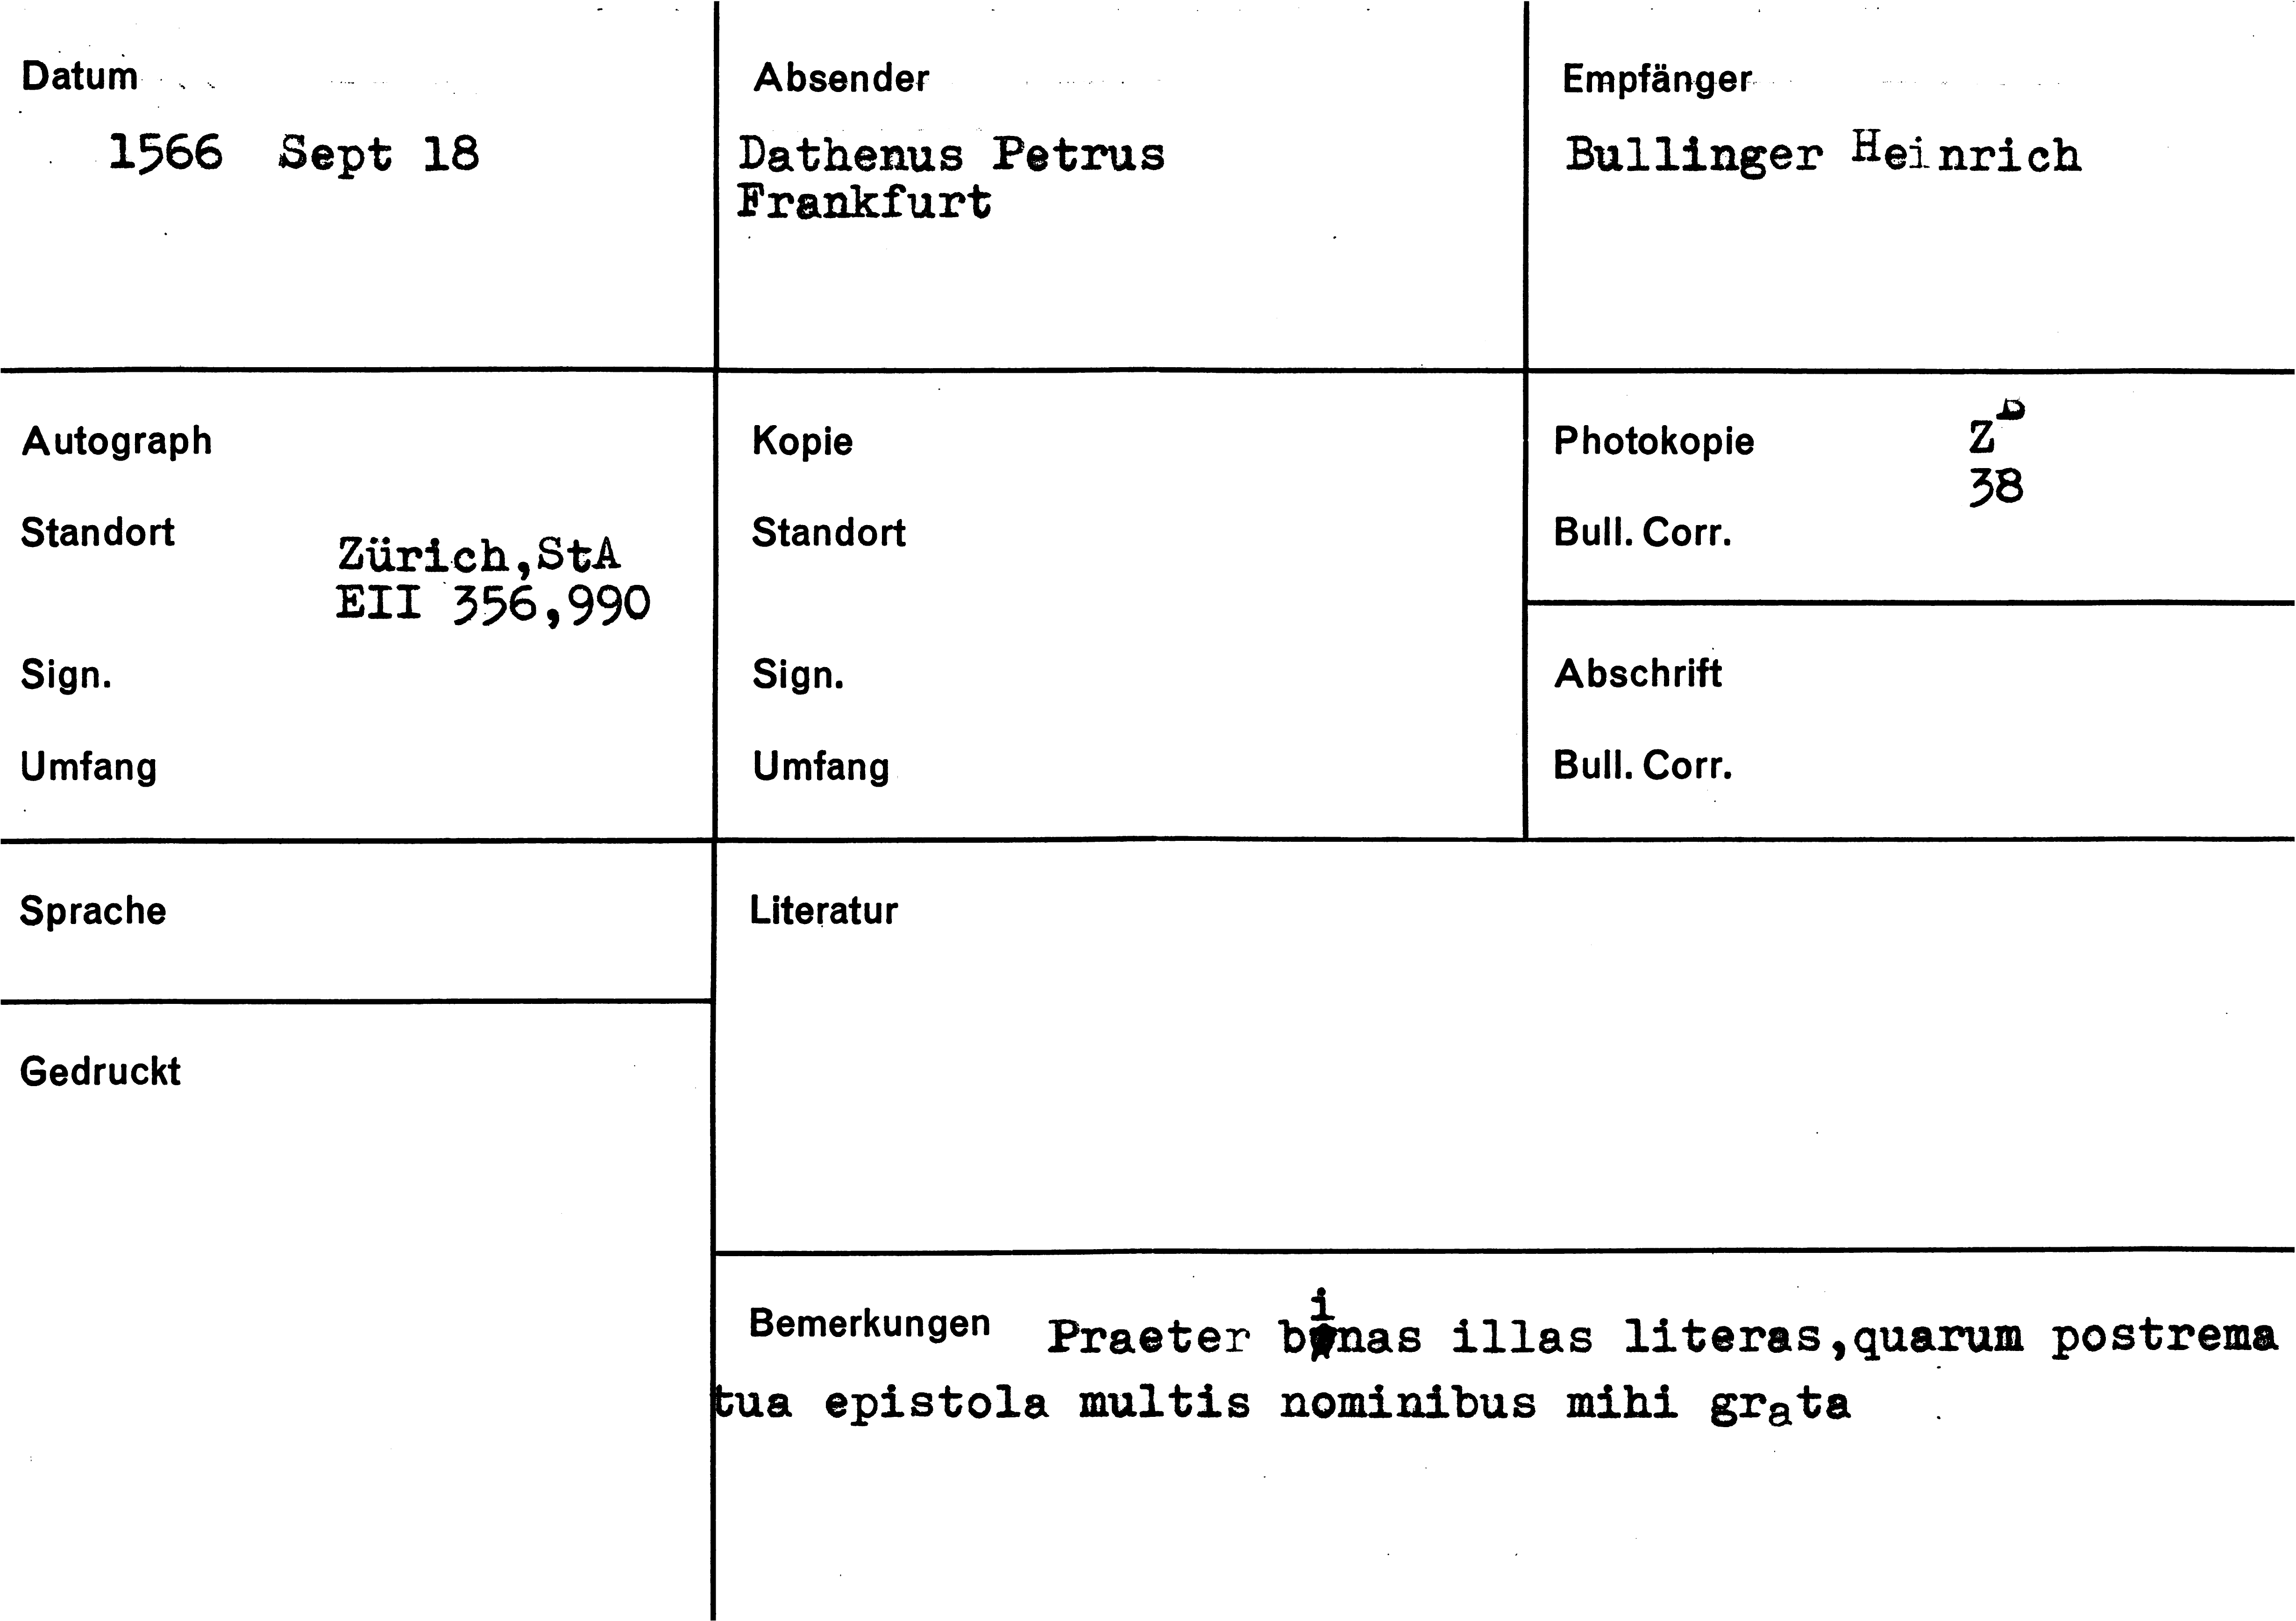 Datum
1566 Sept 18
Absender
Dathenus Petrus
Frankfurt
Empfänger
Bullinger Heinrich
Autograph
Standort
Zürich,StA
EII 356,990
Sign.
Umfang
Kopie
Standort
Sign.
Umfang
Photokopie
Z
38
Bull. Corr.
Abschrift
Bull. Corr.
Sprache
Literatur
Gedruckt
Bemerkungen Praeter binas illas literas,quarum postrema
tua epistola multis nominibus mihi grata